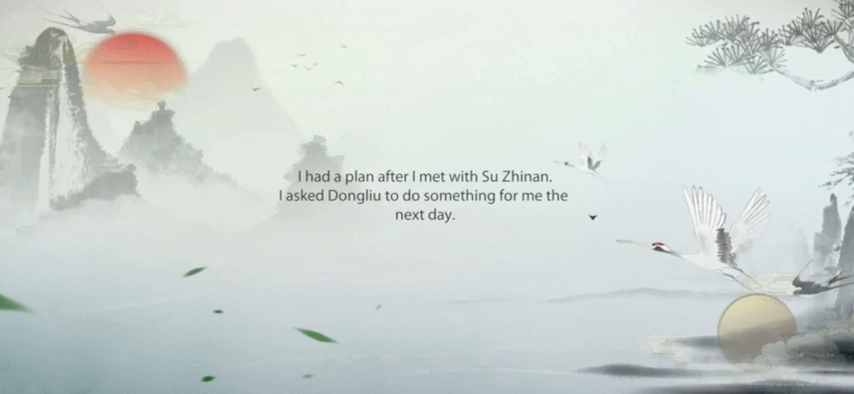 I had a plan after I met with Su Zhinan.
I asked Dongliu to do something for me the
next day.